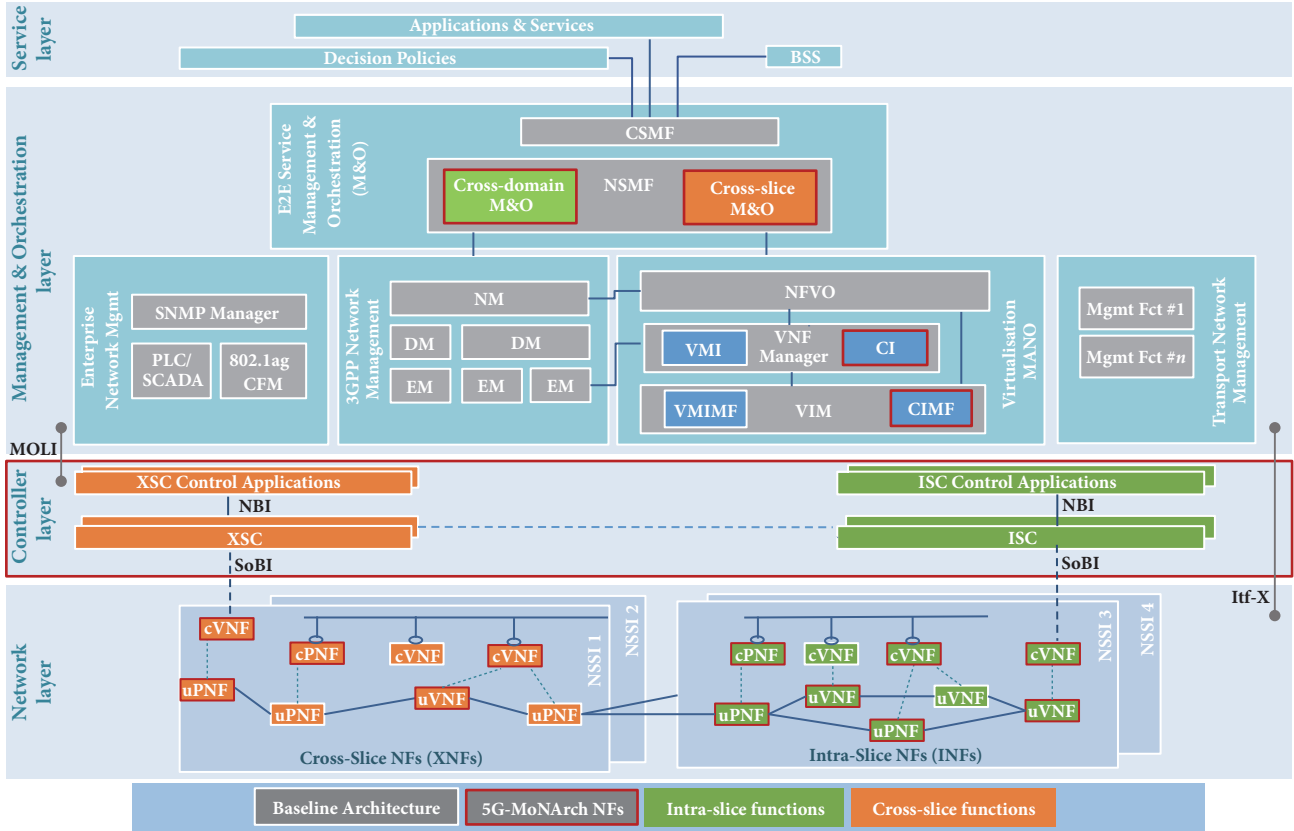 Service
layer
Applications & Services
Decision Policies
BSS
Management & Orchestration
layer
E2E Service
Management &
Orchestration
(M&O)
CSMF
NSMF
Cross-domain
M&O
Cross-slice
M&O
Enterprise
Network Mgmt
SNMP Manager
PLC/
SCADA
802.1ag
CFM
3GPP Network
Management
NM
DM
DM
EM
EM
EM
NFVO
VMI
VNF
Manager
CI
VMIMF
VIM
CIMF
Virtualisation
MANO
Mgmt Fct #1
Mgmt Fct #n
Transport Network
Management
MOLI
Controller
layer
XSC Control Applications
NBI
XSC
SoBI
ISC Control Applications
NBI
ISC
SoBI
Itf-X
Network
layer
cVNF
cPNF
cVNF
cVNF
uPNF
uPNF
uVNF
uPNF
NSSI 1
NSSI 2
Cross-Slice NFs (XNFs)
cPNF
cVNF
cVNF
cVNF
uPNF
uVNF
uPNF
uVNF
uVNF
NSSI 3
NSSI 4
Intra-Slice NFs (INFs)
Baseline Architecture
5G-MoNArch NFs
Intra-slice functions
Cross-slice functions